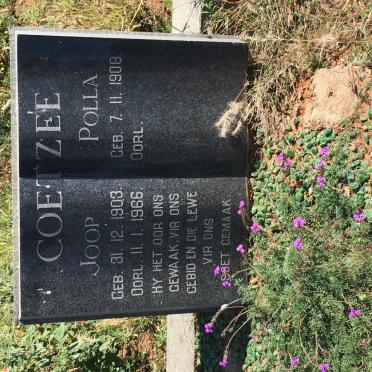 COETZEE
JOOP
GEB. 31. 12. 1903.
OORL. 11. 1. 1966.
HY HET OOR ONS
GEWAAK, VIR ONS
GEBID EN DIE LEWE
VIR ONS
SOET GEMAAK.
POLLA
GEB. 7. 11. 1908.
OORL.